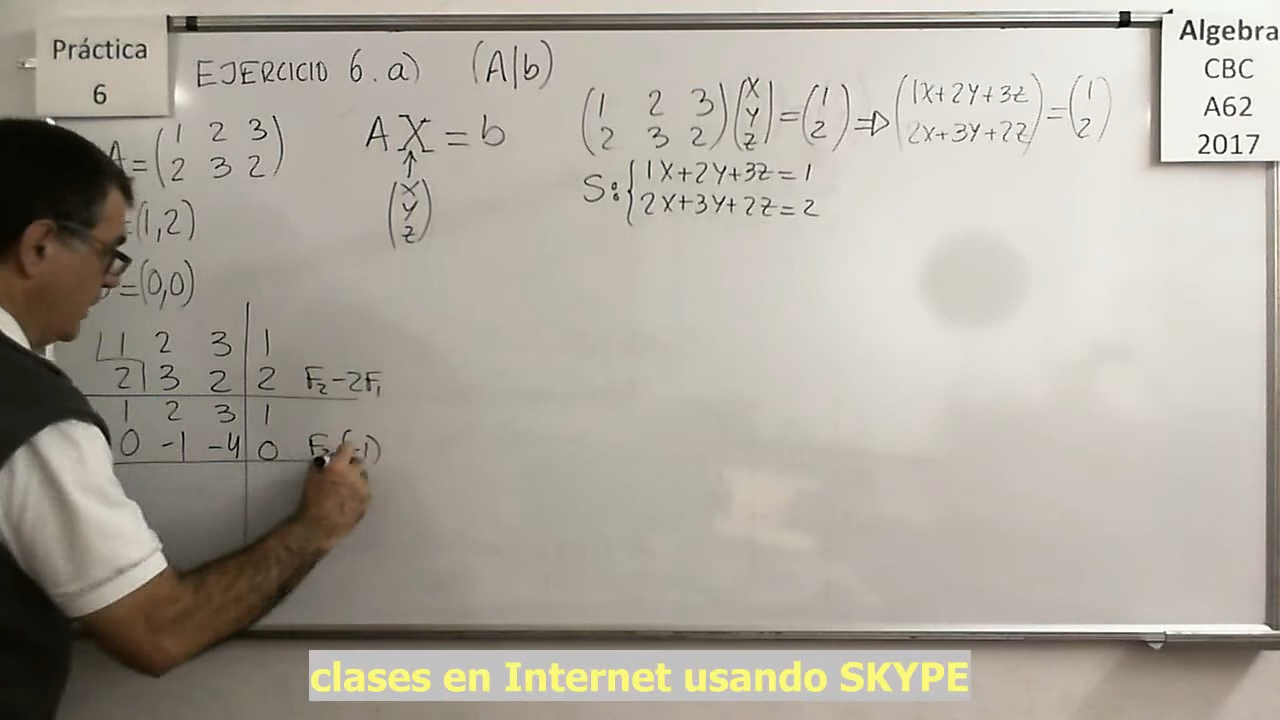 Práctica
6
Algebra
CBC
A62
2017
EJERCICIO 6.a) (A|b)
A=(1 2 3
2 3 2)
=(1,2)
=(0,0)
AX=b
↑
(X
Y
Z)
(1 2 3
2 3 2)(X
Y
Z)=(1
2)⇒(1X+2Y+3Z
2X+3Y+2Z)=(1
2)
S:{1X+2Y+3Z=1
2X+3Y+2Z=2
1 2 3 | 1
2 3 2 | 2 F₂-2F₁
1 2 3 | 1
0 -1 -4 | 0 F₂(-1)
clases en Internet usando SKYPE